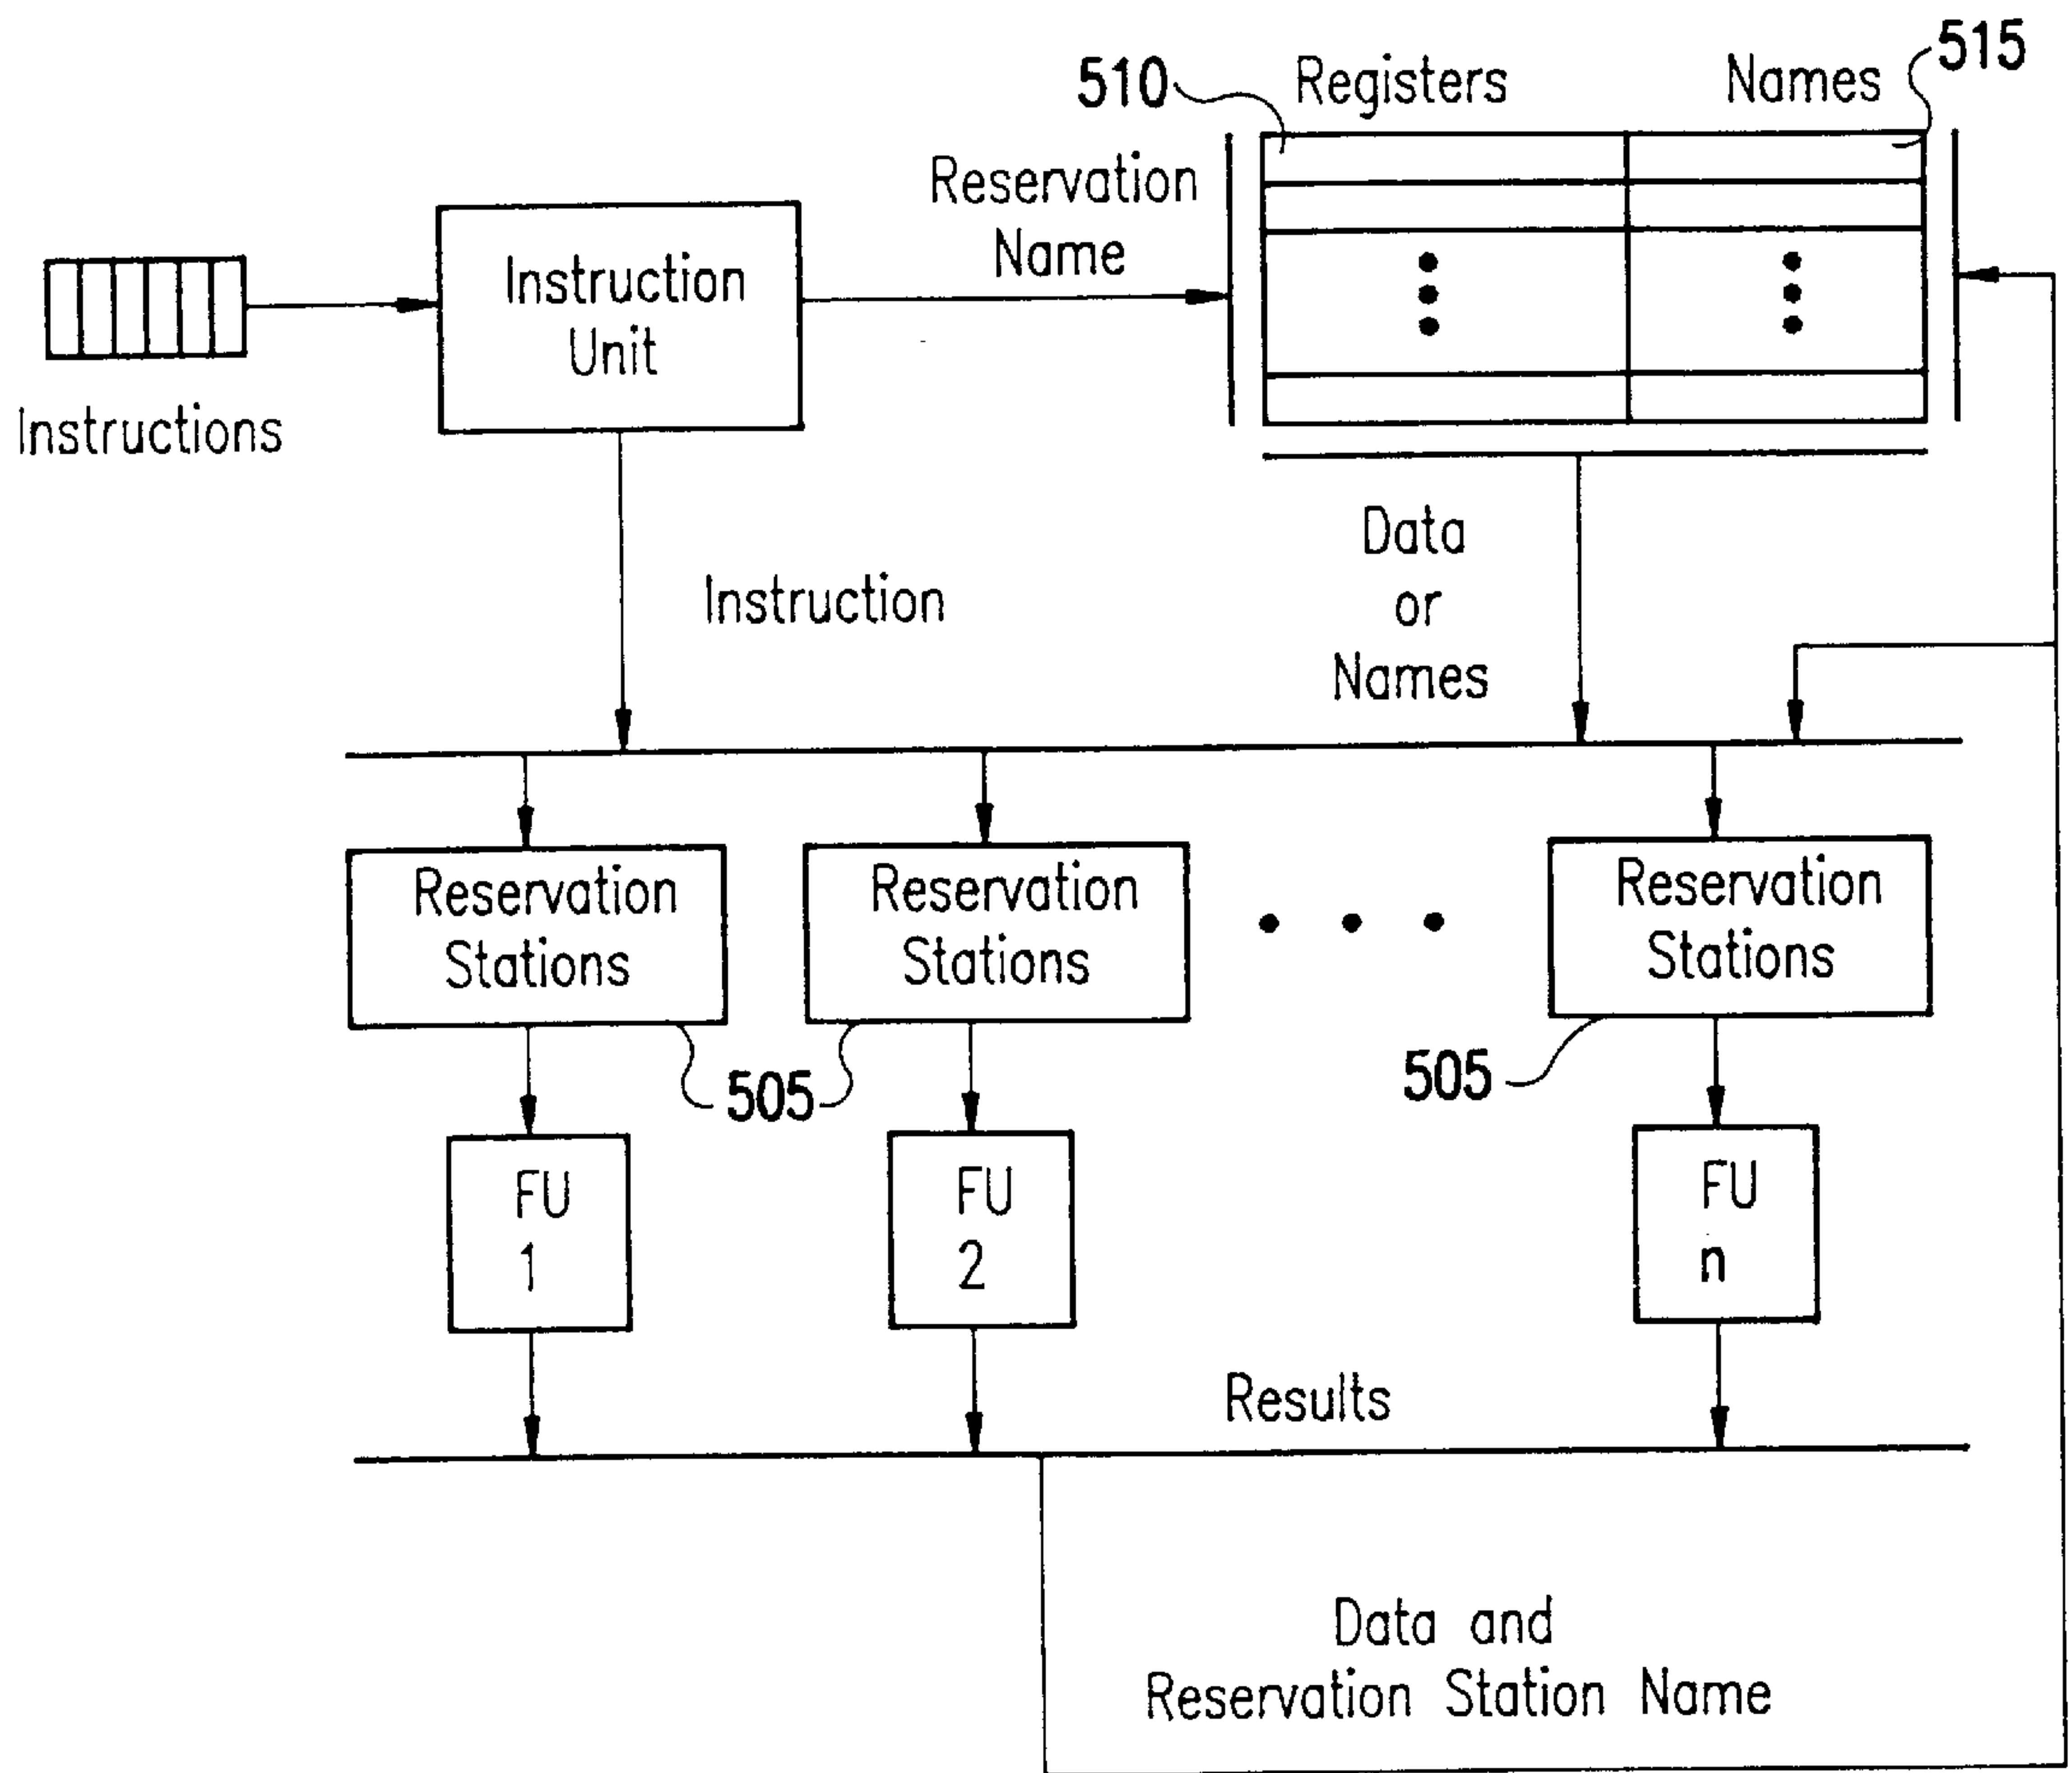 510
Registers
Names
515
Reservation
Name
Instruction
Unit
Instructions
Instruction
Data
or
Names
Reservation
Stations
Reservation
Stations
Reservation
Stations
505
505
FU
1
FU
2
FU
n
Results
Data and
Reservation Station Name